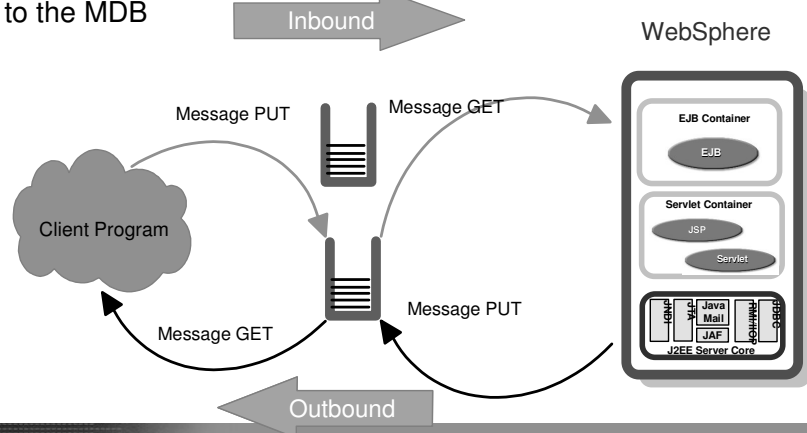 to the MDB
Inbound
WebSphere
Message PUT
Message GET
EJB Container
EJB
Client Program
Servlet Container
JSP
Servlet
Message PUT
Message GET
JNDI
JTA
Java
Mail
JAF
RMI/IIOP
JDBC
J2EE Server Core
Outbound